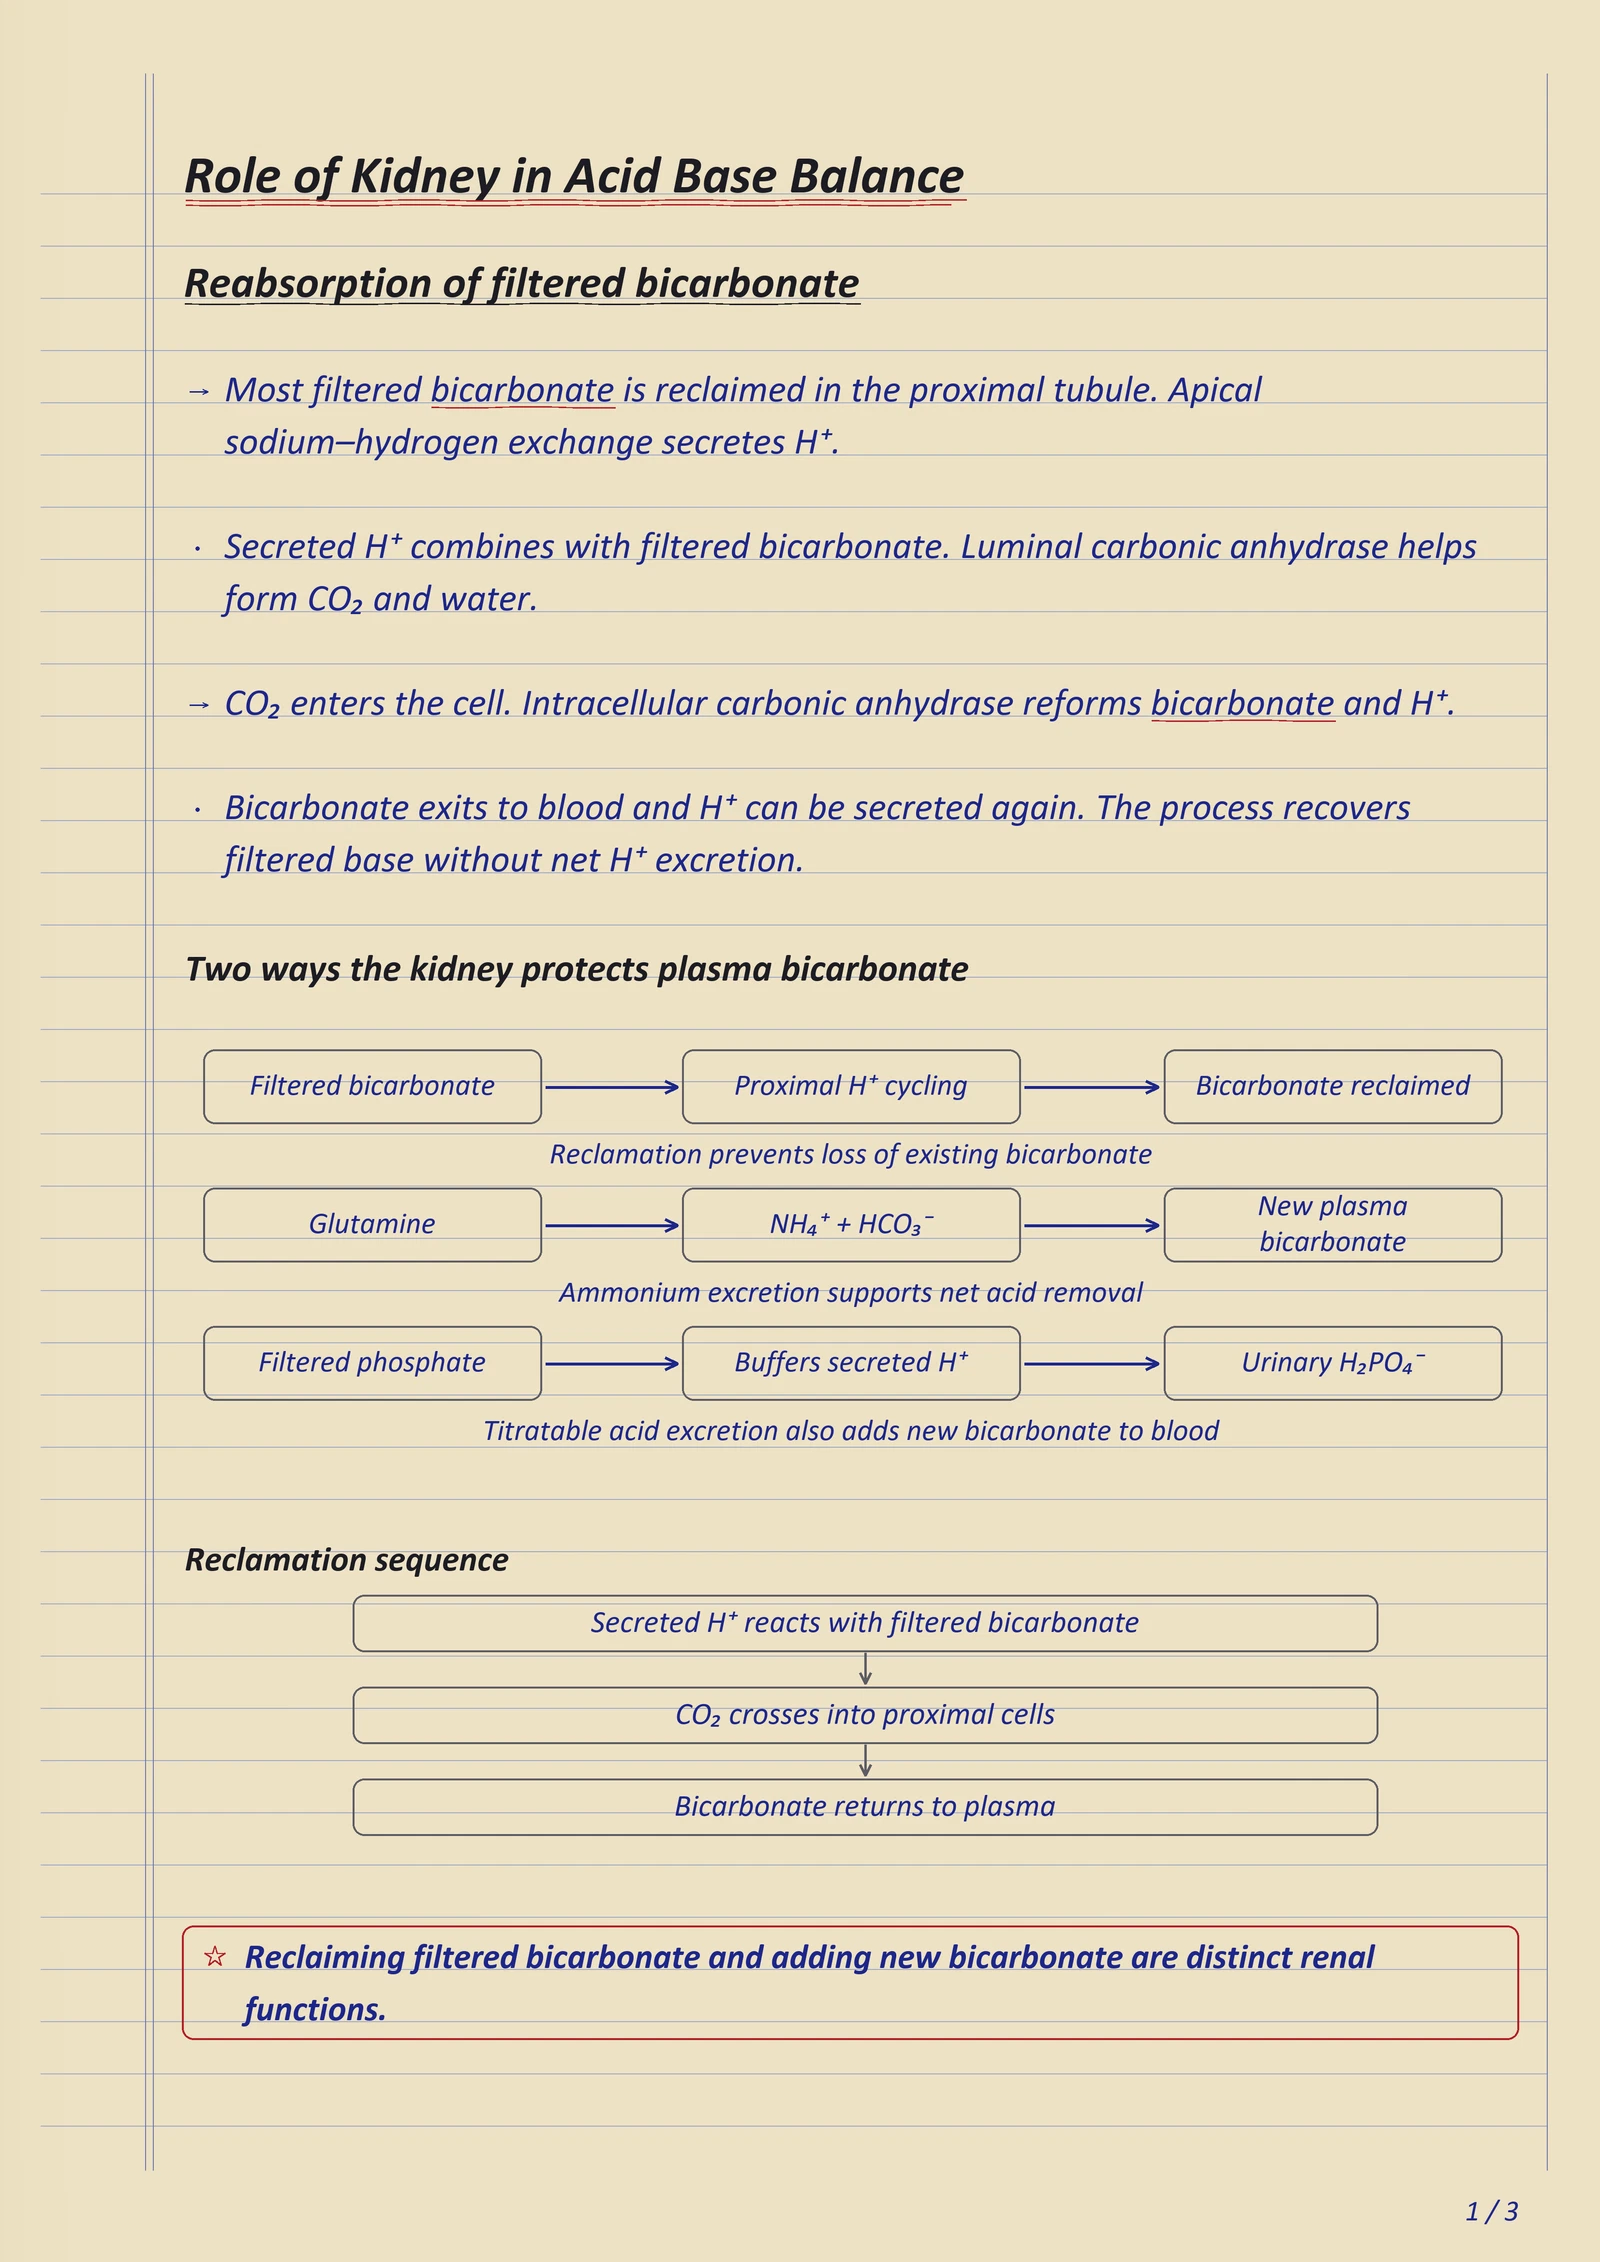 Role of Kidney in Acid Base Balance
Reabsorption of filtered bicarbonate
→ Most filtered bicarbonate is reclaimed in the proximal tubule. Apical
sodium–hydrogen exchange secretes H⁺.
· Secreted H⁺ combines with filtered bicarbonate. Luminal carbonic anhydrase helps
form CO₂ and water.
→ CO₂ enters the cell. Intracellular carbonic anhydrase reforms bicarbonate and H⁺.
· Bicarbonate exits to blood and H⁺ can be secreted again. The process recovers
filtered base without net H⁺ excretion.
Two ways the kidney protects plasma bicarbonate
Filtered bicarbonate → Proximal H⁺ cycling → Bicarbonate reclaimed
Reclamation prevents loss of existing bicarbonate
Glutamine → NH₄⁺ + HCO₃⁻ → New plasma
bicarbonate
Ammonium excretion supports net acid removal
Filtered phosphate → Buffers secreted H⁺ → Urinary H₂PO₄⁻
Titratable acid excretion also adds new bicarbonate to blood
Reclamation sequence
Secreted H⁺ reacts with filtered bicarbonate
CO₂ crosses into proximal cells
Bicarbonate returns to plasma
☆ Reclaiming filtered bicarbonate and adding new bicarbonate are distinct renal
functions.
1 / 3